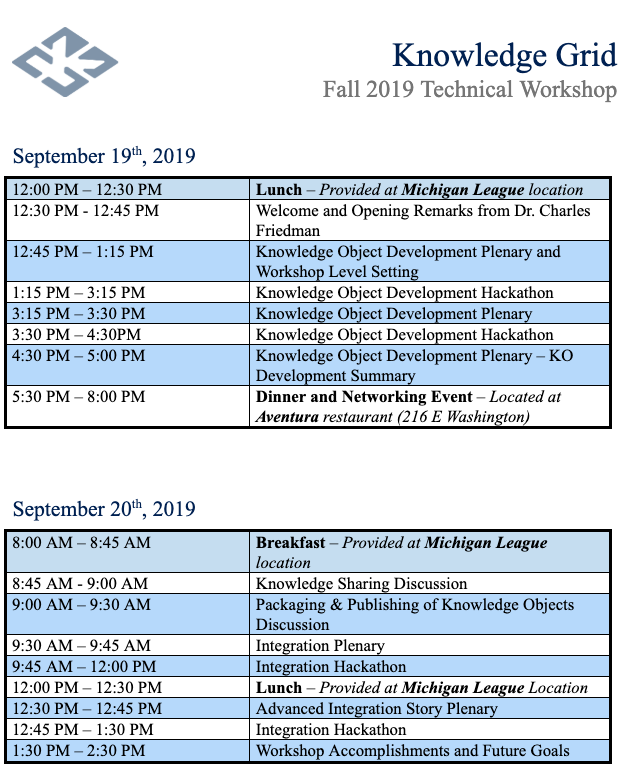 Knowledge Grid
Fall 2019 Technical Workshop
September 19th, 2019
12:00 PM – 12:30 PM Lunch – Provided at Michigan League location
12:30 PM - 12:45 PM Welcome and Opening Remarks from Dr. Charles
Friedman
12:45 PM – 1:15 PM Knowledge Object Development Plenary and
Workshop Level Setting
1:15 PM – 3:15 PM Knowledge Object Development Hackathon
3:15 PM – 3:30 PM Knowledge Object Development Plenary
3:30 PM – 4:30PM Knowledge Object Development Hackathon
4:30 PM – 5:00 PM Knowledge Object Development Plenary – KO
Development Summary
5:30 PM – 8:00 PM Dinner and Networking Event – Located at
Aventura restaurant (216 E Washington)
September 20th, 2019
8:00 AM – 8:45 AM Breakfast – Provided at Michigan League
location
8:45 AM - 9:00 AM Knowledge Sharing Discussion
9:00 AM – 9:30 AM Packaging & Publishing of Knowledge Objects
Discussion
9:30 AM – 9:45 AM Integration Plenary
9:45 AM – 12:00 PM Integration Hackathon
12:00 PM – 12:30 PM Lunch – Provided at Michigan League Location
12:30 PM – 12:45 PM Advanced Integration Story Plenary
12:45 PM – 1:30 PM Integration Hackathon
1:30 PM – 2:30 PM Workshop Accomplishments and Future Goals